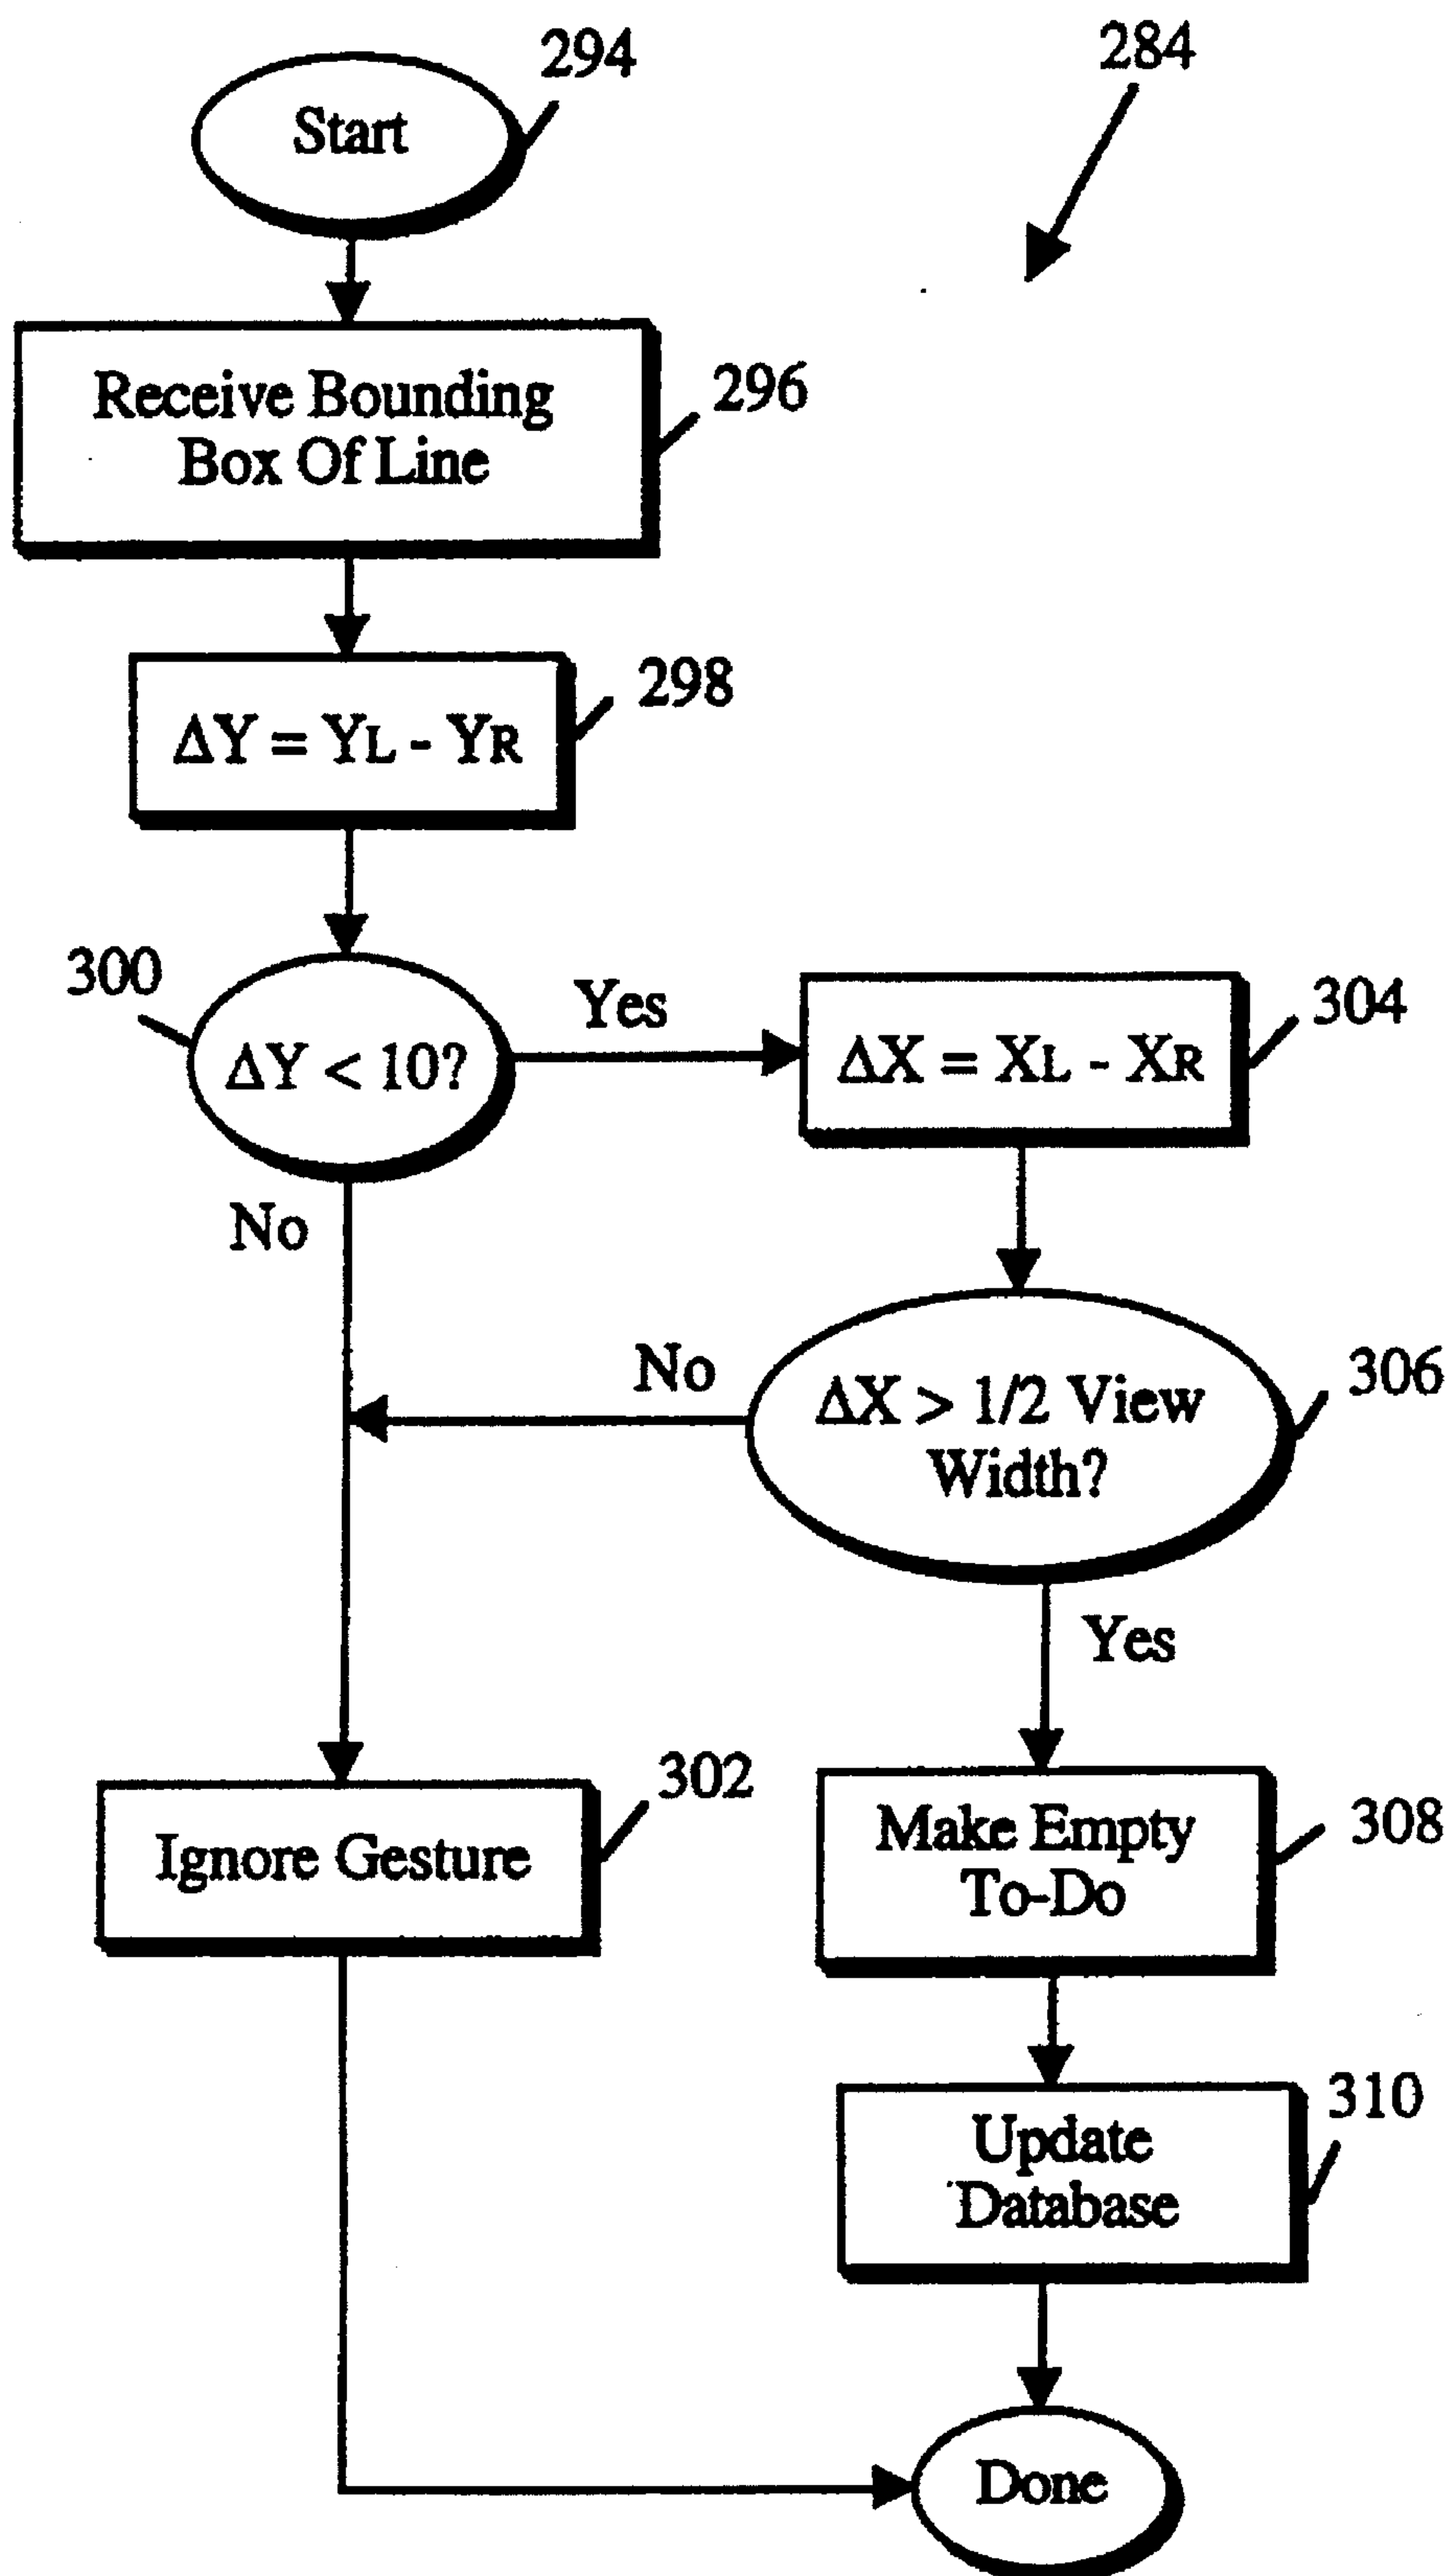 294
284
Start
Receive Bounding
Box Of Line
296
298
ΔY = YL - YR
300
ΔY < 10?
Yes
304
ΔX = XL - XR
No
No
306
ΔX > 1/2 View
Width?
Yes
302
Ignore Gesture
308
Make Empty
To-Do
310
Update
Database
Done